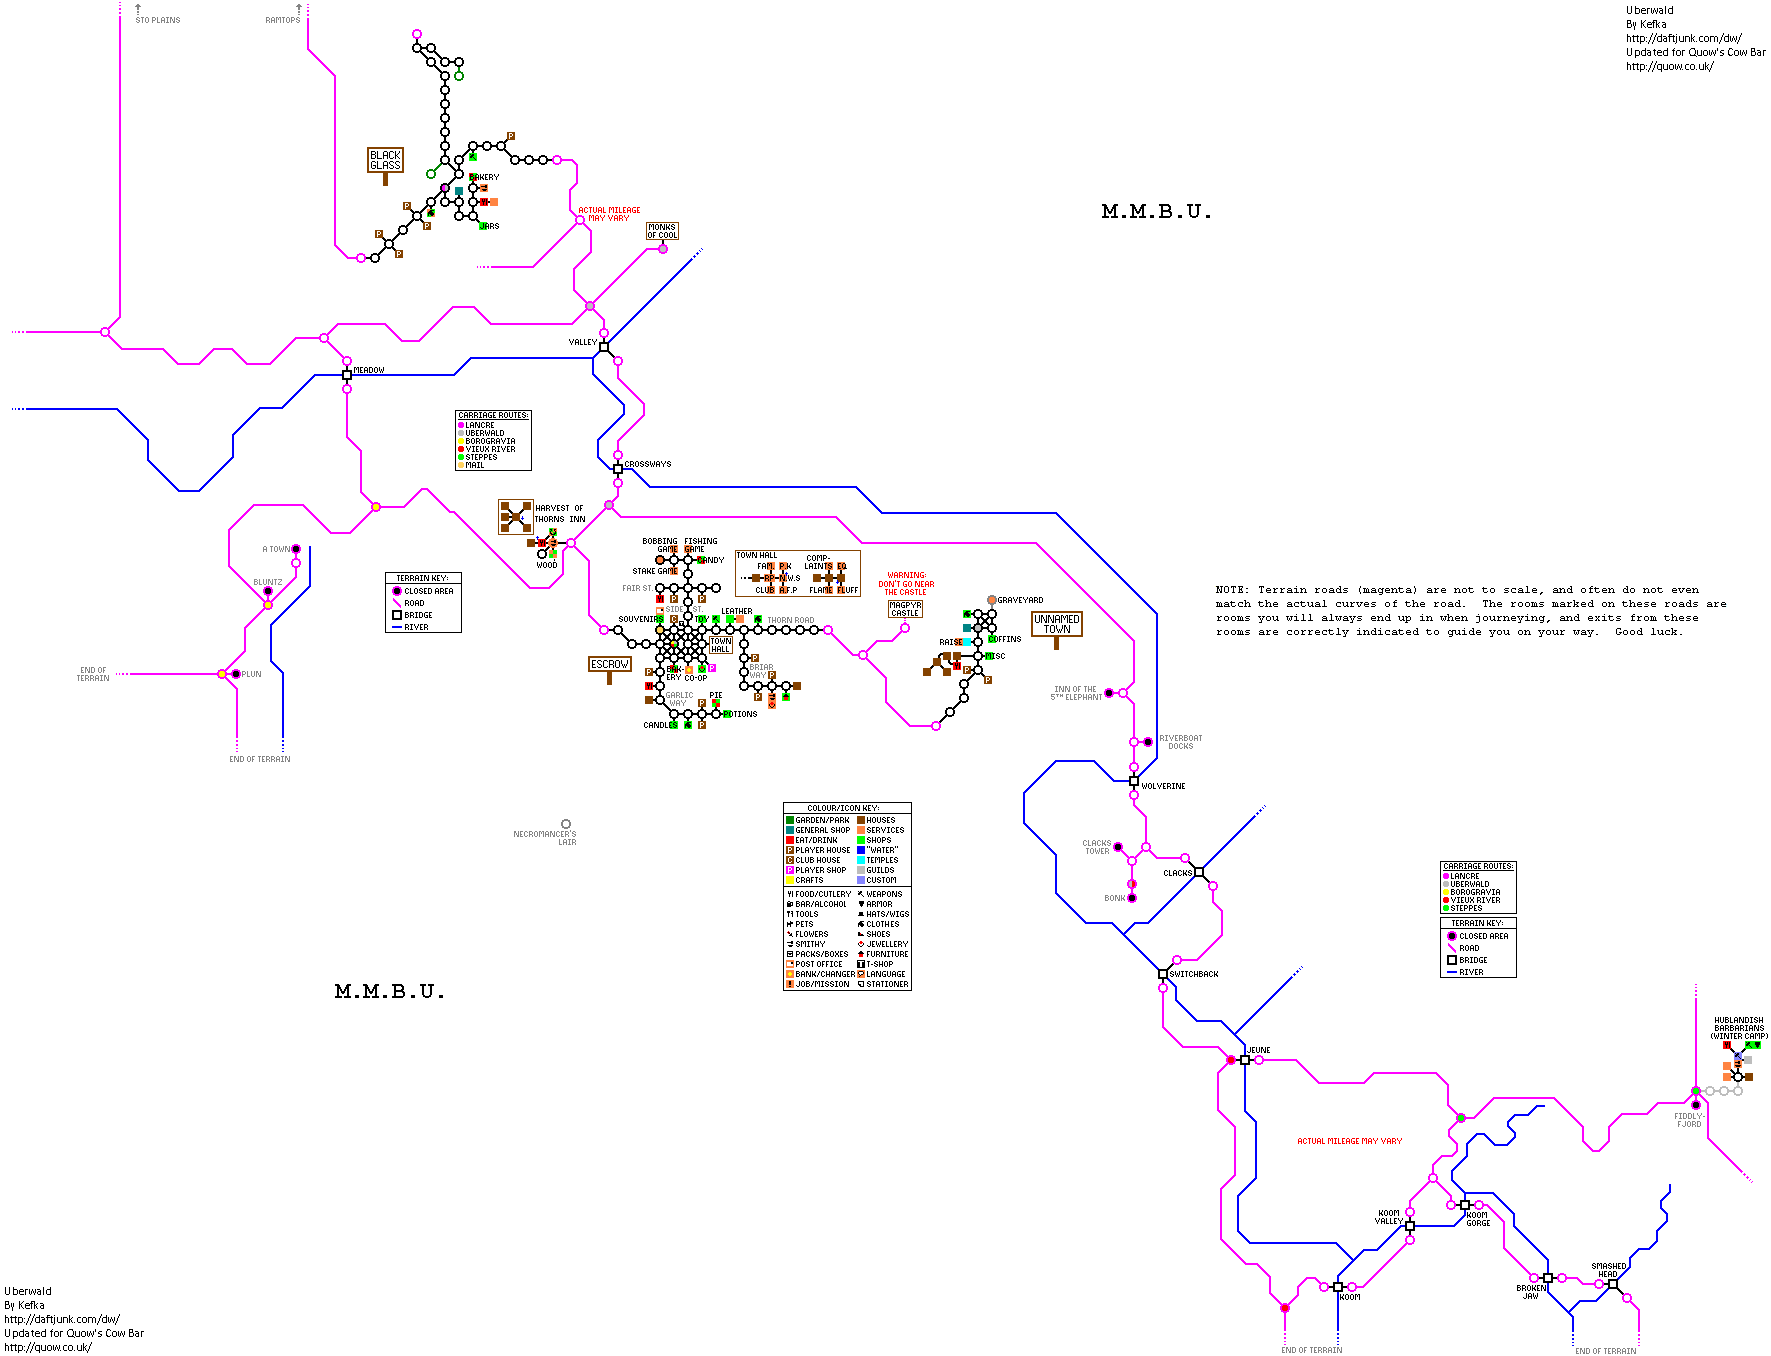 STO PLAINS
RAMTOPS
Uberwald
By Kefka
http://daftjunk.com/dw/
Updated for Quow's Cow Bar
http://quow.co.uk/
BLACK
GLASS
BAKERY
JARS
ACTUAL MILEAGE
MAY VARY
MONKS
OF COOL
M.M.B.U.
VALLEY
MEADOW
CARRIAGE ROUTES:
LANCRE
UBERWALD
BOROGRAVIA
VIEUX RIVER
STEPPES
MAIL
CROSSWAYS
HARVEST OF
THORNS INN
WOOD
A TOWN
BLUNTZ
TERRAIN KEY:
CLOSED AREA
ROAD
BRIDGE
RIVER
END OF
TERRAIN
PLUN
END OF TERRAIN
BOBBING
GAME
FISHING
GAME
CANDY
STAKE GAME
FAIR ST.
SIDE ST.
SOUVENIRS
TOY
LEATHER
THORN ROAD
TOWN
HALL
ESCROW
BAK-
ERY
CO-OP
BRIAR
WAY
GARLIC
WAY
PIE
CANDLES
POTIONS
TOWN HALL
COMP-
LAINTS
EQ.
FAM.
P.K
RP
N.W.S
CLUB
A.F.P
FLAME
FLUFF
WARNING:
DON'T GO NEAR
THE CASTLE
MAGPYR
CASTLE
GRAVEYARD
UNNAMED
TOWN
RAISE
COFFINS
MISC
NOTE: Terrain roads (magenta) are not to scale, and often do not even
match the actual curves of the road. The rooms marked on these roads are
rooms you will always end up in when journeying, and exits from these
rooms are correctly indicated to guide you on your way. Good luck.
INN OF THE
5TH ELEPHANT
RIVERBOAT
DOCKS
WOLVERINE
NECROMANCER'S
LAIR
COLOUR/ICON KEY:
GARDEN/PARK
HOUSES
GENERAL SHOP
SERVICES
EAT/DRINK
SHOPS
P PLAYER HOUSE
"WATER"
C CLUB HOUSE
TEMPLES
P PLAYER SHOP
GUILDS
CRAFTS
CUSTOM
FOOD/CUTLERY
WEAPONS
BAR/ALCOHOL
ARMOR
TOOLS
HATS/WIGS
PETS
CLOTHES
FLOWERS
SHOES
SMITHY
JEWELLERY
PACKS/BOXES
FURNITURE
POST OFFICE
T-SHOP
BANK/CHANGER
LANGUAGE
JOB/MISSION
STATIONER
CLACKS
TOWER
CLACKS
BONK
CARRIAGE ROUTES:
LANCRE
UBERWALD
BOROGRAVIA
VIEUX RIVER
STEPPES
TERRAIN KEY:
CLOSED AREA
ROAD
BRIDGE
RIVER
M.M.B.U.
SWITCHBACK
JEUNE
HUBLANDISH
BARBARIANS
(WINTER CAMP)
FIDDLY-
FJORD
ACTUAL MILEAGE MAY VARY
KOOM
VALLEY
KOOM
GORGE
SMASHED
HEAD
BROKEN
JAW
KOOM
END OF TERRAIN
END OF TERRAIN
Uberwald
By Kefka
http://daftjunk.com/dw/
Updated for Quow's Cow Bar
http://quow.co.uk/